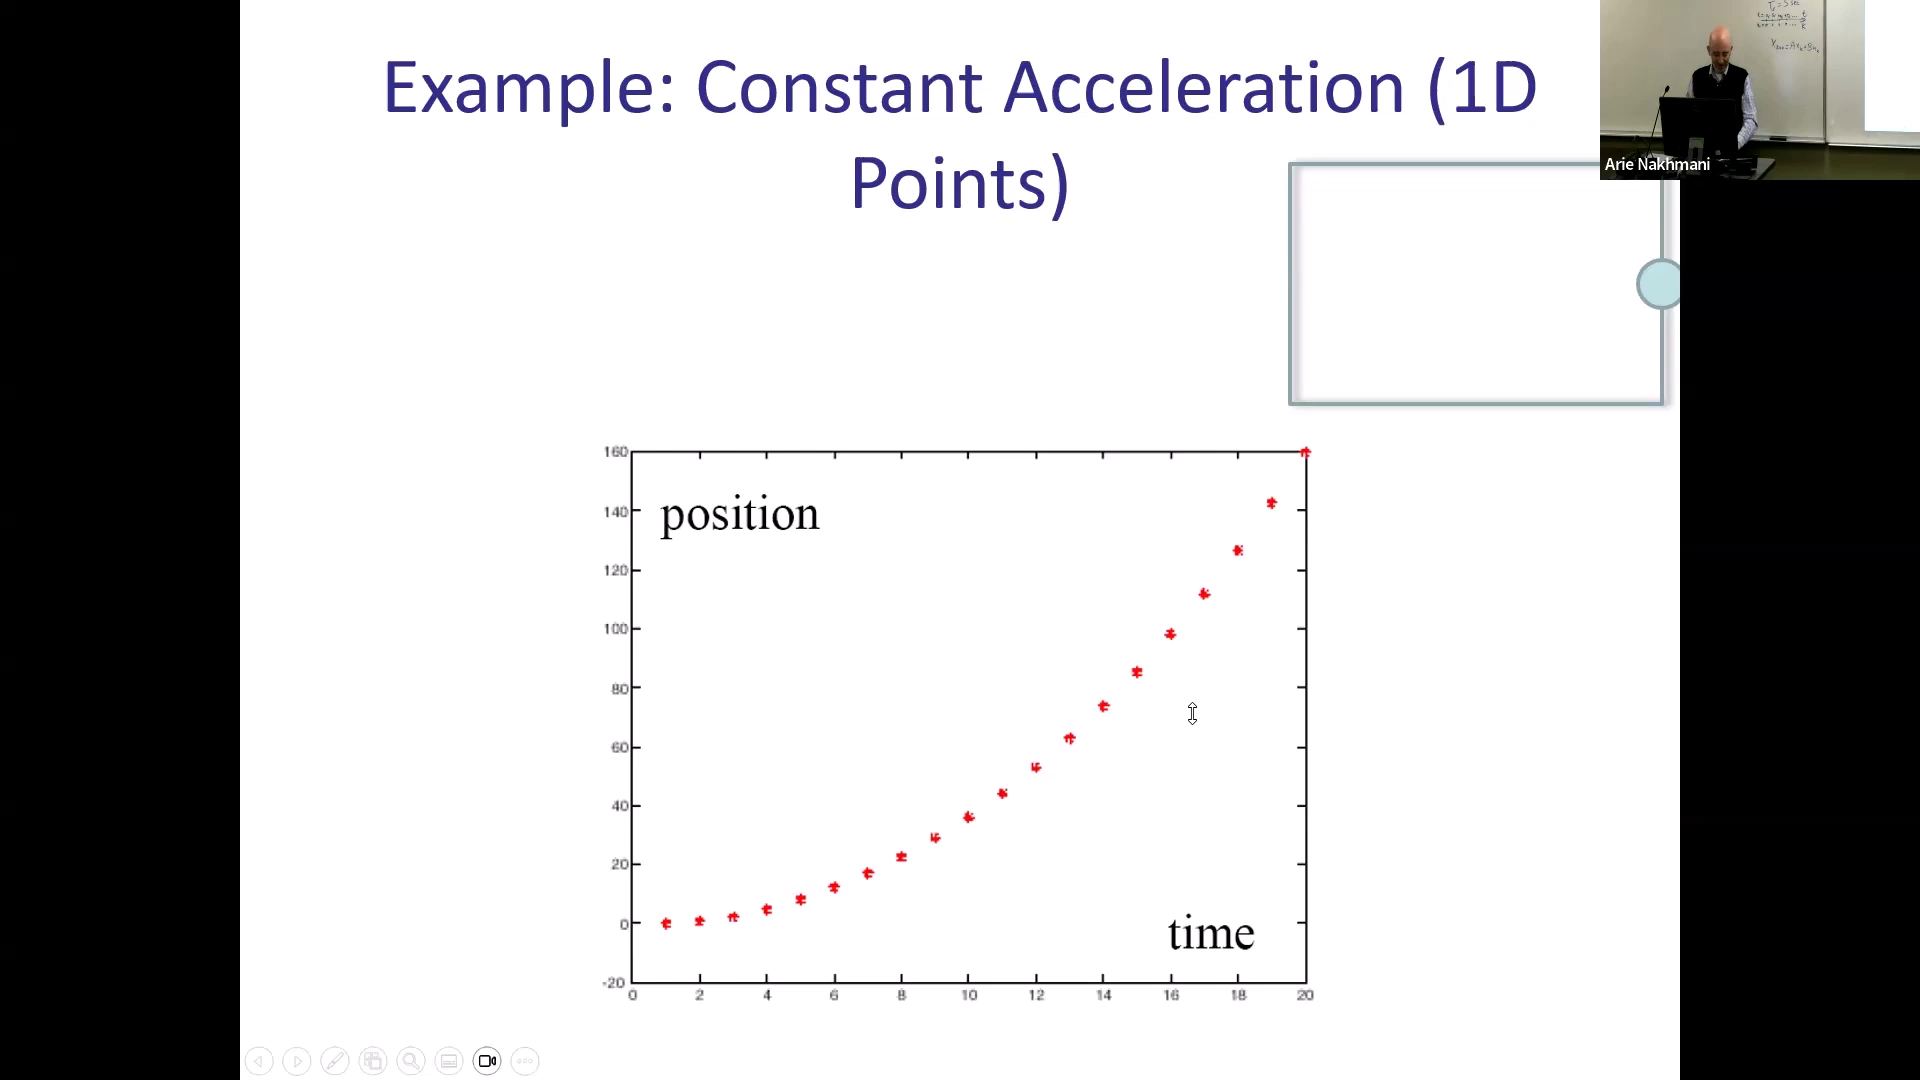 Example: Constant Acceleration (1D
Points)
Arie Nakhmani
position
160
140
120
100
80
60
40
20
0
-20
time
0 2 4 6 8 10 12 14 16 18 20